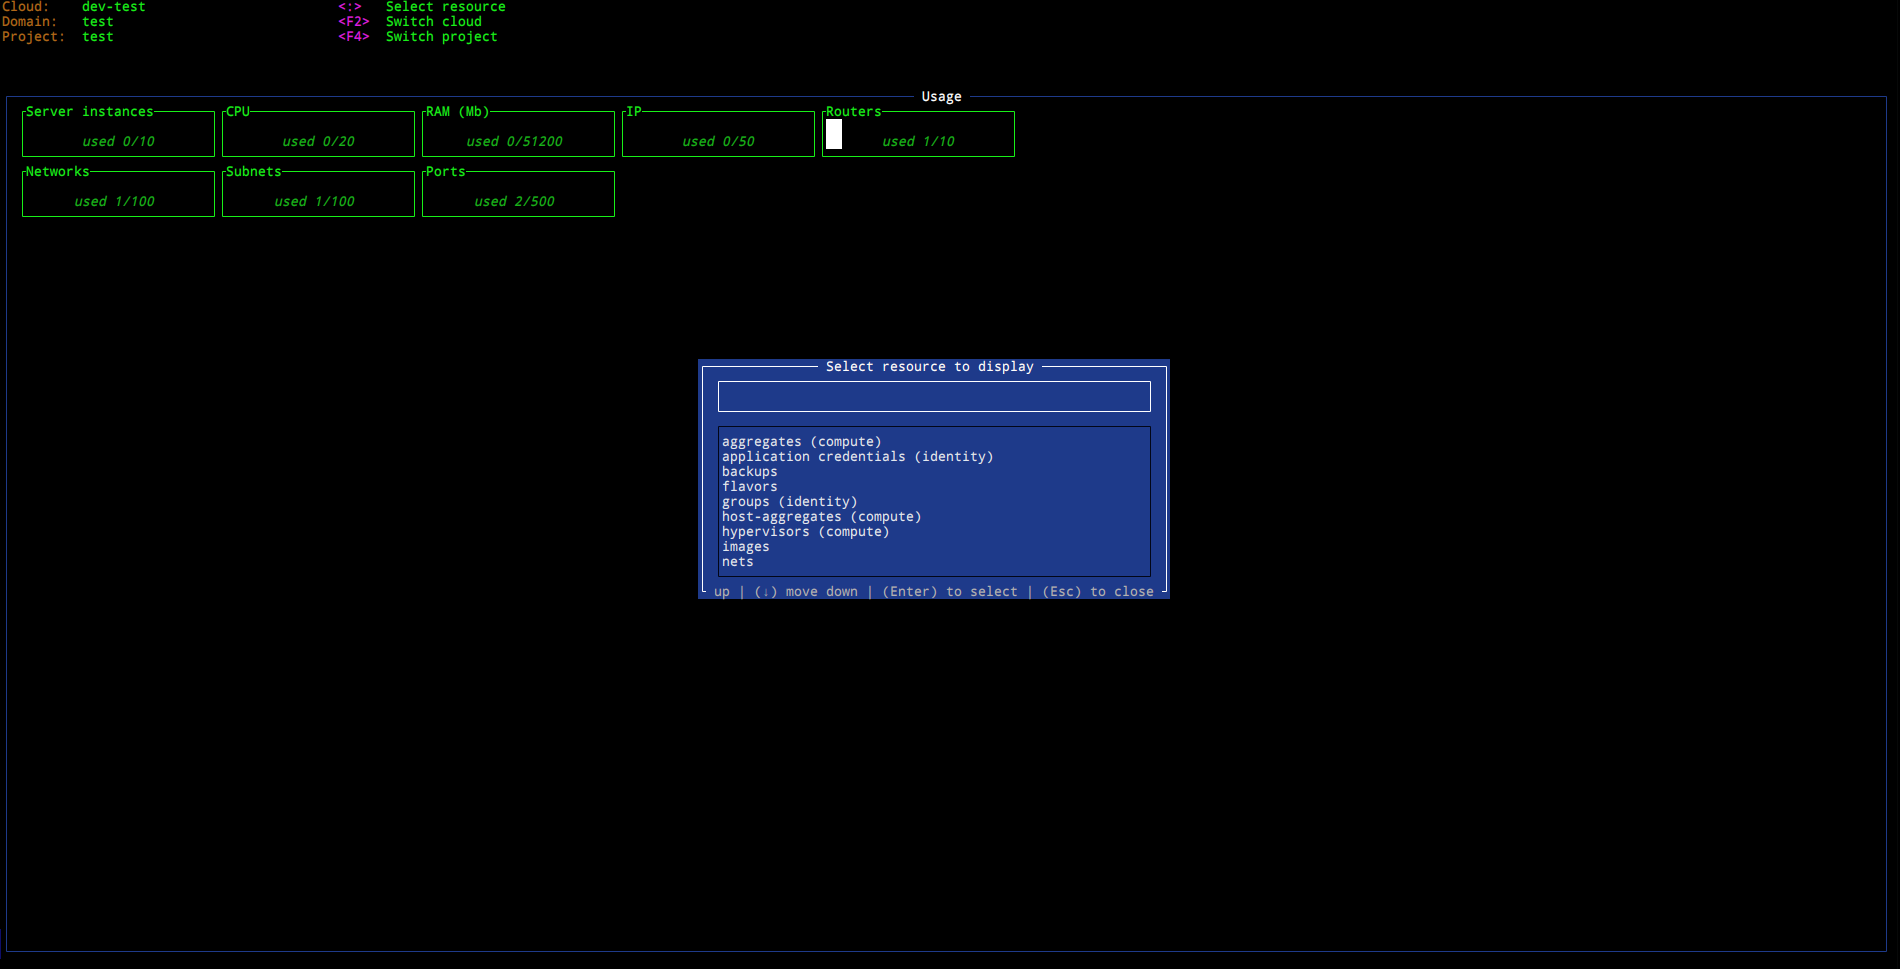 Cloud: dev-test <:> Select resource
Domain: test <F2> Switch cloud
Project: test <F4> Switch project
Usage
Server instances CPU RAM (Mb) IP Routers
used 0/10 used 0/20 used 0/51200 used 0/50 used 1/10
Networks Subnets Ports
used 1/100 used 1/100 used 2/500
Select resource to display
aggregates (compute)
application credentials (identity)
backups
flavors
groups (identity)
host-aggregates (compute)
hypervisors (compute)
images
nets
up | (↓) move down | (Enter) to select | (Esc) to close